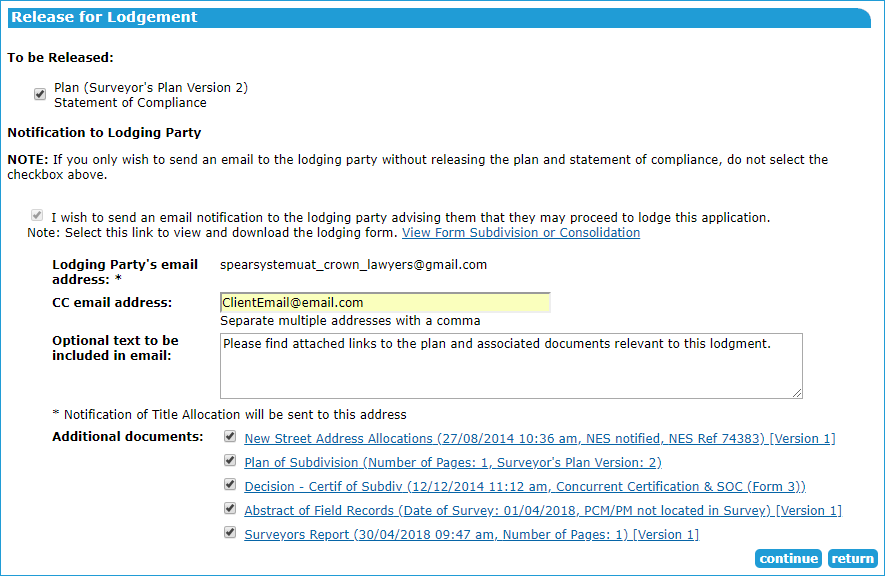 Release for Lodgement
To be Released:
Plan (Surveyor's Plan Version 2)
Statement of Compliance
Notification to Lodging Party
NOTE: If you only wish to send an email to the lodging party without releasing the plan and statement of compliance, do not select the
checkbox above.
I wish to send an email notification to the lodging party advising them that they may proceed to lodge this application.
Note: Select this link to view and download the lodging form. View Form Subdivision or Consolidation
Lodging Party's email
address: *
spearsystemuat_crown_lawyers@gmail.com
CC email address:
ClientEmail@email.com
Separate multiple addresses with a comma
Optional text to be
included in email:
Please find attached links to the plan and associated documents relevant to this lodgment.
* Notification of Title Allocation will be sent to this address
Additional documents:
New Street Address Allocations (27/08/2014 10:36 am, NES notified, NES Ref 74383) [Version 1]
Plan of Subdivision (Number of Pages: 1, Surveyor's Plan Version: 2)
Decision - Certif of Subdiv (12/12/2014 11:12 am, Concurrent Certification & SOC (Form 3))
Abstract of Field Records (Date of Survey: 01/04/2018, PCM/PM not located in Survey) [Version 1]
Surveyors Report (30/04/2018 09:47 am, Number of Pages: 1) [Version 1]
continue return